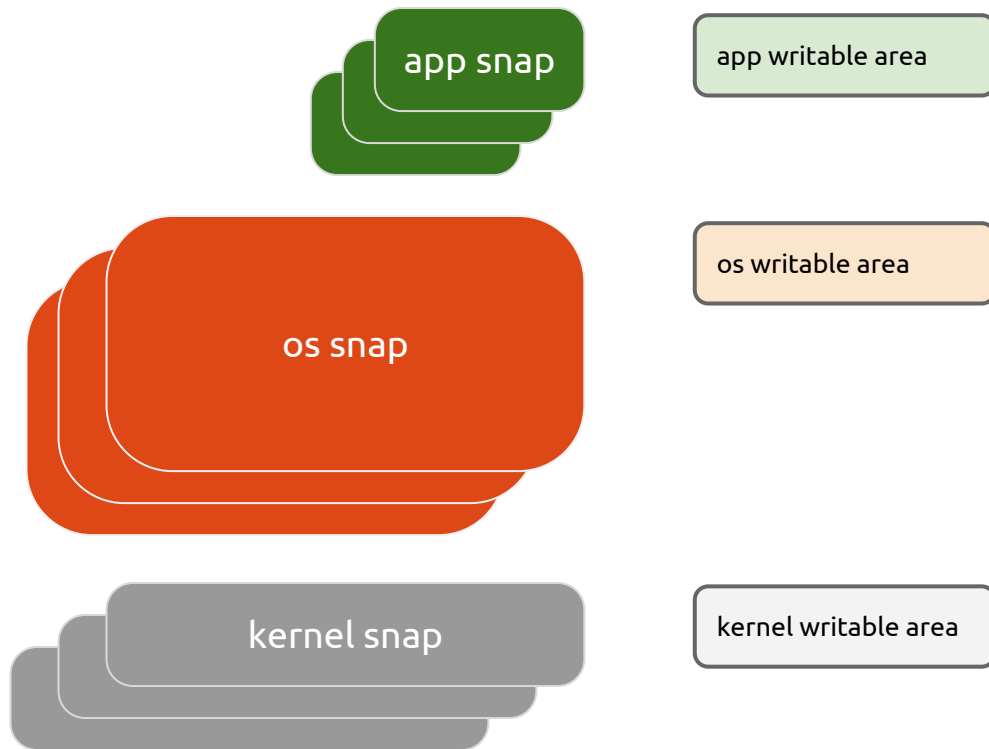 app snap
app writable area
os snap
os writable area
kernel snap
kernel writable area